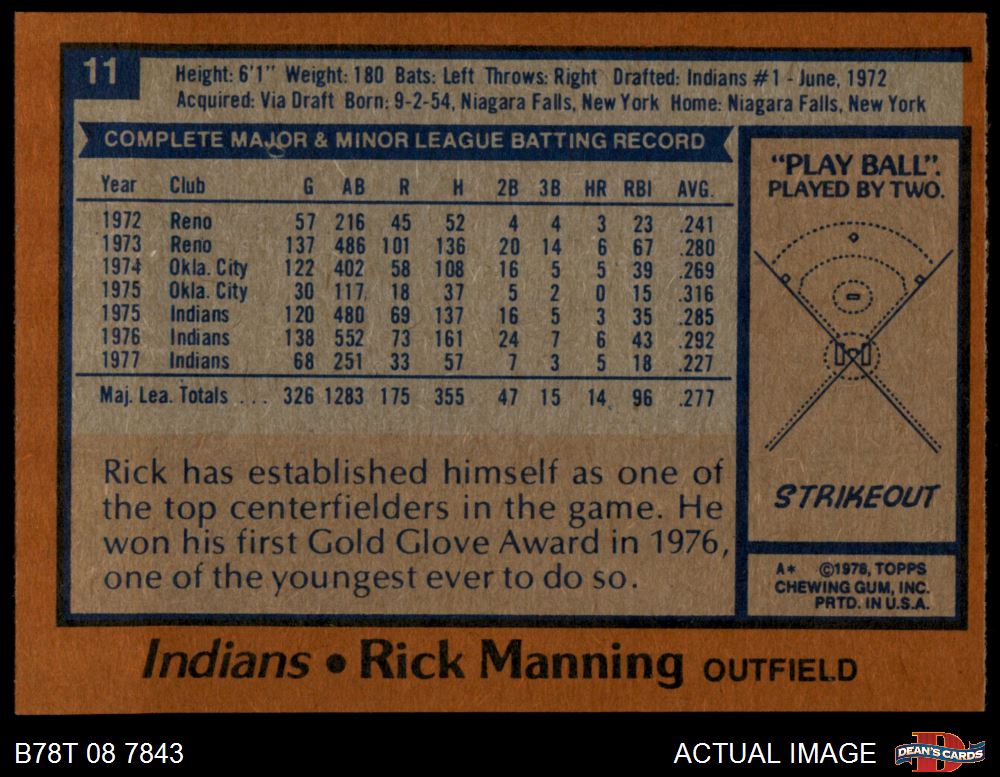 11
Height: 6'1" Weight: 180 Bats: Left Throws: Right Drafted: Indians #1 - June, 1972
Acquired: Via Draft Born: 9-2-54, Niagara Falls, New York Home: Niagara Falls, New York
COMPLETE MAJOR & MINOR LEAGUE BATTING RECORD
Year Club G AB R H 2B 3B HR RBI AVG.
1972 Reno 57 216 45 52 4 4 3 23 .241
1973 Reno 137 486 101 136 20 14 6 67 .280
1974 Okla. City 122 402 58 108 16 5 5 39 .269
1975 Okla. City 30 117 18 37 5 2 0 15 .316
1975 Indians 120 480 69 137 16 5 3 35 .285
1976 Indians 138 552 73 161 24 7 6 43 .292
1977 Indians 68 251 33 57 7 3 5 18 .227
Maj. Lea. Totals . . . 326 1283 175 355 47 15 14 96 .277
Rick has established himself as one of
the top centerfielders in the game. He
won his first Gold Glove Award in 1976,
one of the youngest ever to do so.
"PLAY BALL".
PLAYED BY TWO.
STRIKEOUT
A* ©1978, TOPPS
CHEWING GUM, INC.
PRTD. IN U.S.A.
Indians • Rick Manning OUTFIELD
B78T 08 7843
ACTUAL IMAGE
DEAN'S CARDS